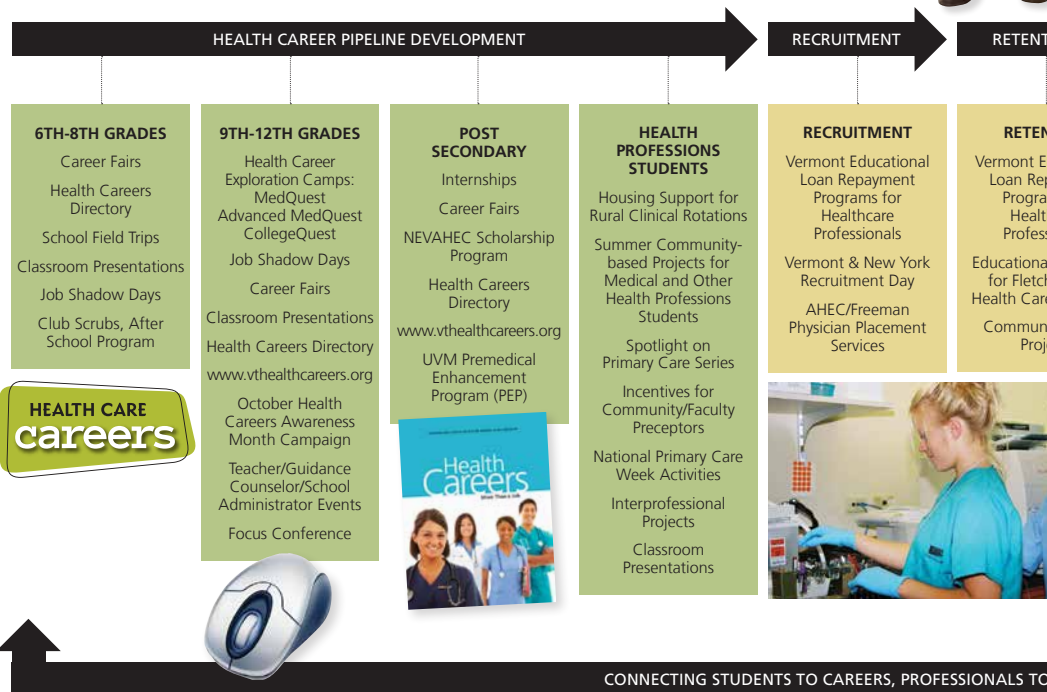 HEALTH CAREER PIPELINE DEVELOPMENT
RECRUITMENT
6TH-8TH GRADES
Career Fairs
Health Careers
Directory
School Field Trips
Classroom Presentations
Job Shadow Days
Club Scrubs, After
School Program
HEALTH CARE
careers
9TH-12TH GRADES
Health Career
Exploration Camps:
MedQuest
Advanced MedQuest
CollegeQuest
Job Shadow Days
Career Fairs
Classroom Presentations
Health Careers Directory
www.vthealthcareers.org
October Health
Careers Awareness
Month Campaign
Teacher/Guidance
Counselor/School
Administrator Events
Focus Conference
POST
SECONDARY
Internships
Career Fairs
NEVAHEC Scholarship
Program
Health Careers
Directory
www.vthealthcareers.org
UVM Premedical
Enhancement
Program (PEP)
Health
Careers
More Than a Job
HEALTH
PROFESSIONS
STUDENTS
Housing Support for
Rural Clinical Rotations
Summer Community-
based Projects for
Medical and Other
Health Professions
Students
Spotlight on
Primary Care Series
Incentives for
Community/Faculty
Preceptors
National Primary Care
Week Activities
Interprofessional
Projects
Classroom
Presentations
RECRUITMENT
Vermont Educational
Loan Repayment
Programs for
Healthcare
Professionals
Vermont & New York
Recruitment Day
AHEC/Freeman
Physician Placement
Services
Vermont
Loan
Educational
for
Health
CONNECTING STUDENTS TO CAREERS, PROFESSIONALS TO